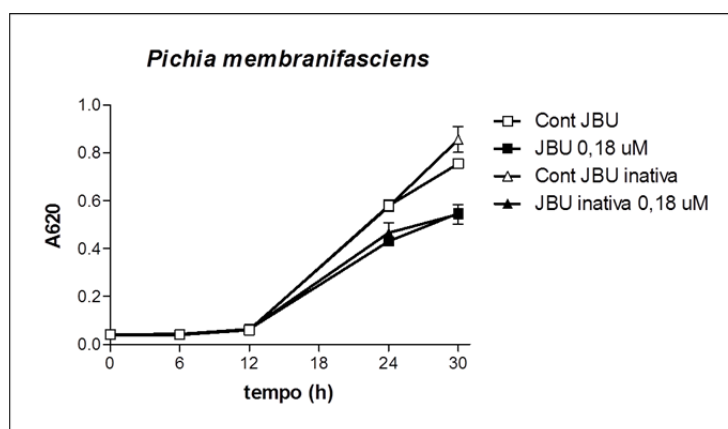 Pichia membranifasciens
1.0
0.8
0.6
0.4
0.2
0.0
A620
0 6 12 18 24 30
tempo (h)
Cont JBU
JBU 0,18 uM
Cont JBU inativa
JBU inativa 0,18 uM